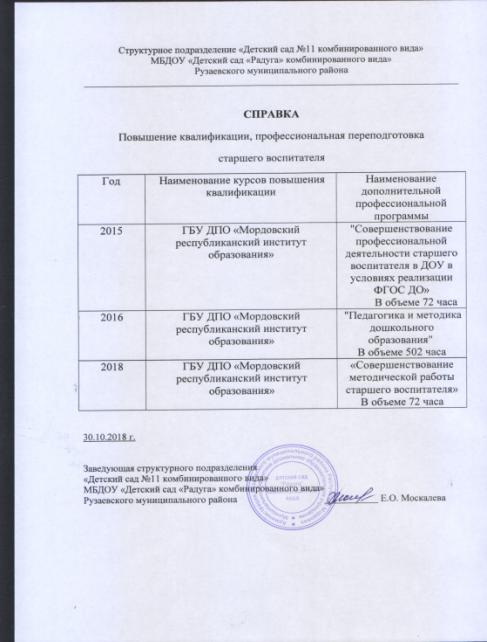 Структурное подразделение «Детский сад №11 комбинированного вида»
МБДОУ «Детский сад «Радуга» комбинированного вида»
Рузаевского муниципального района
СПРАВКА
Повышение квалификации, профессиональная переподготовка
старшего воспитателя
Год
Наименование курсов повышения
квалификации
Наименование
дополнительной
профессиональной
программы
2015
ГБУ ДПО «Мордовский
республиканский институт
образования»
"Совершенствование
профессиональной
деятельности старшего
воспитателя в ДОУ в
условиях реализации
ФГОС ДО»
В объеме 72 часа
2016
ГБУ ДПО «Мордовский
республиканский институт
образования»
"Педагогика и методика
дошкольного
образования"
В объеме 502 часа
2018
ГБУ ДПО «Мордовский
республиканский институт
образования»
«Совершенствование
методической работы
старшего воспитателя»
В объеме 72 часа
30.10.2018 г.
Заведующая структурного подразделения
«Детский сад №11 комбинированного вида»
МБДОУ «Детский сад «Радуга» комбинированного вида»
Рузаевского муниципального района
Е.О. Москалева